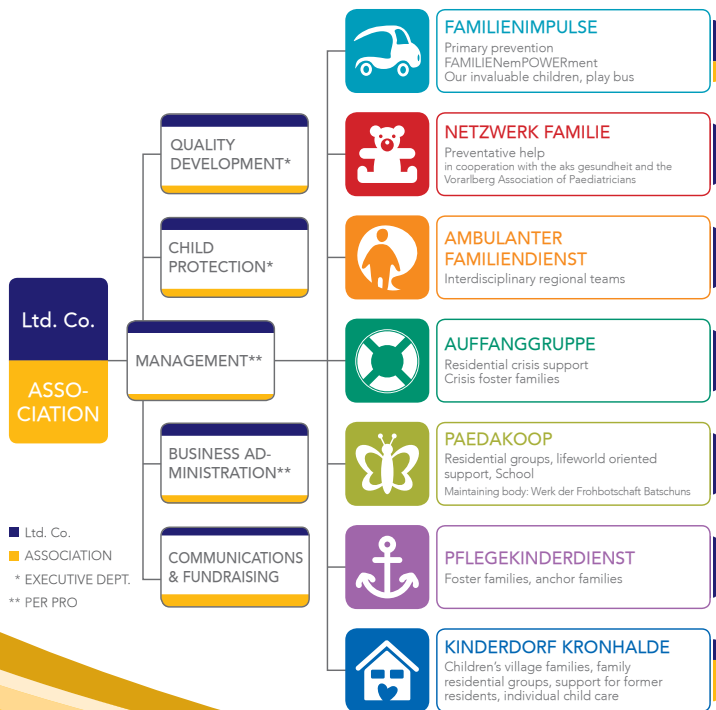 FAMILIENIMPULSE
Primary prevention
FAMILIENemPOWERment
Our invaluable children, play bus
NETZWERK FAMILIE
Preventative help
in cooperation with the aks gesundheit and the
Vorarlberg Association of Paediatricians
AMBULANTER
FAMILIENDIENST
Interdisciplinary regional teams
AUFFANGGRUPPE
Residential crisis support
Crisis foster families
PAEDAKOOP
Residential groups, lifeworld oriented
support, School
Maintaining body: Werk der Frohbotschaft Batschuns
PFLEGEKINDERDIENST
Foster families, anchor families
KINDERDORF KRONHALDE
Children's village families, family
residential groups, support for former
residents, individual child care
QUALITY
DEVELOPMENT*
CHILD
PROTECTION*
MANAGEMENT**
BUSINESS AD-
MINISTRATION**
COMMUNICATIONS
& FUNDRAISING
Ltd. Co.
ASSO-
CIATION
Ltd. Co.
ASSOCIATION
* EXECUTIVE DEPT.
** PER PRO